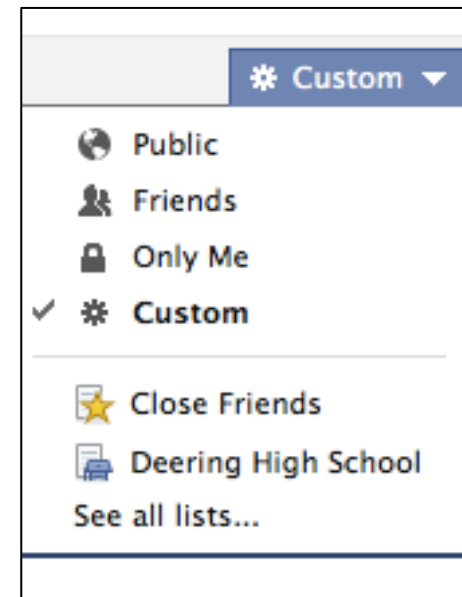 Custom
Public
Friends
Only Me
Custom
Close Friends
Deering High School
See all lists...